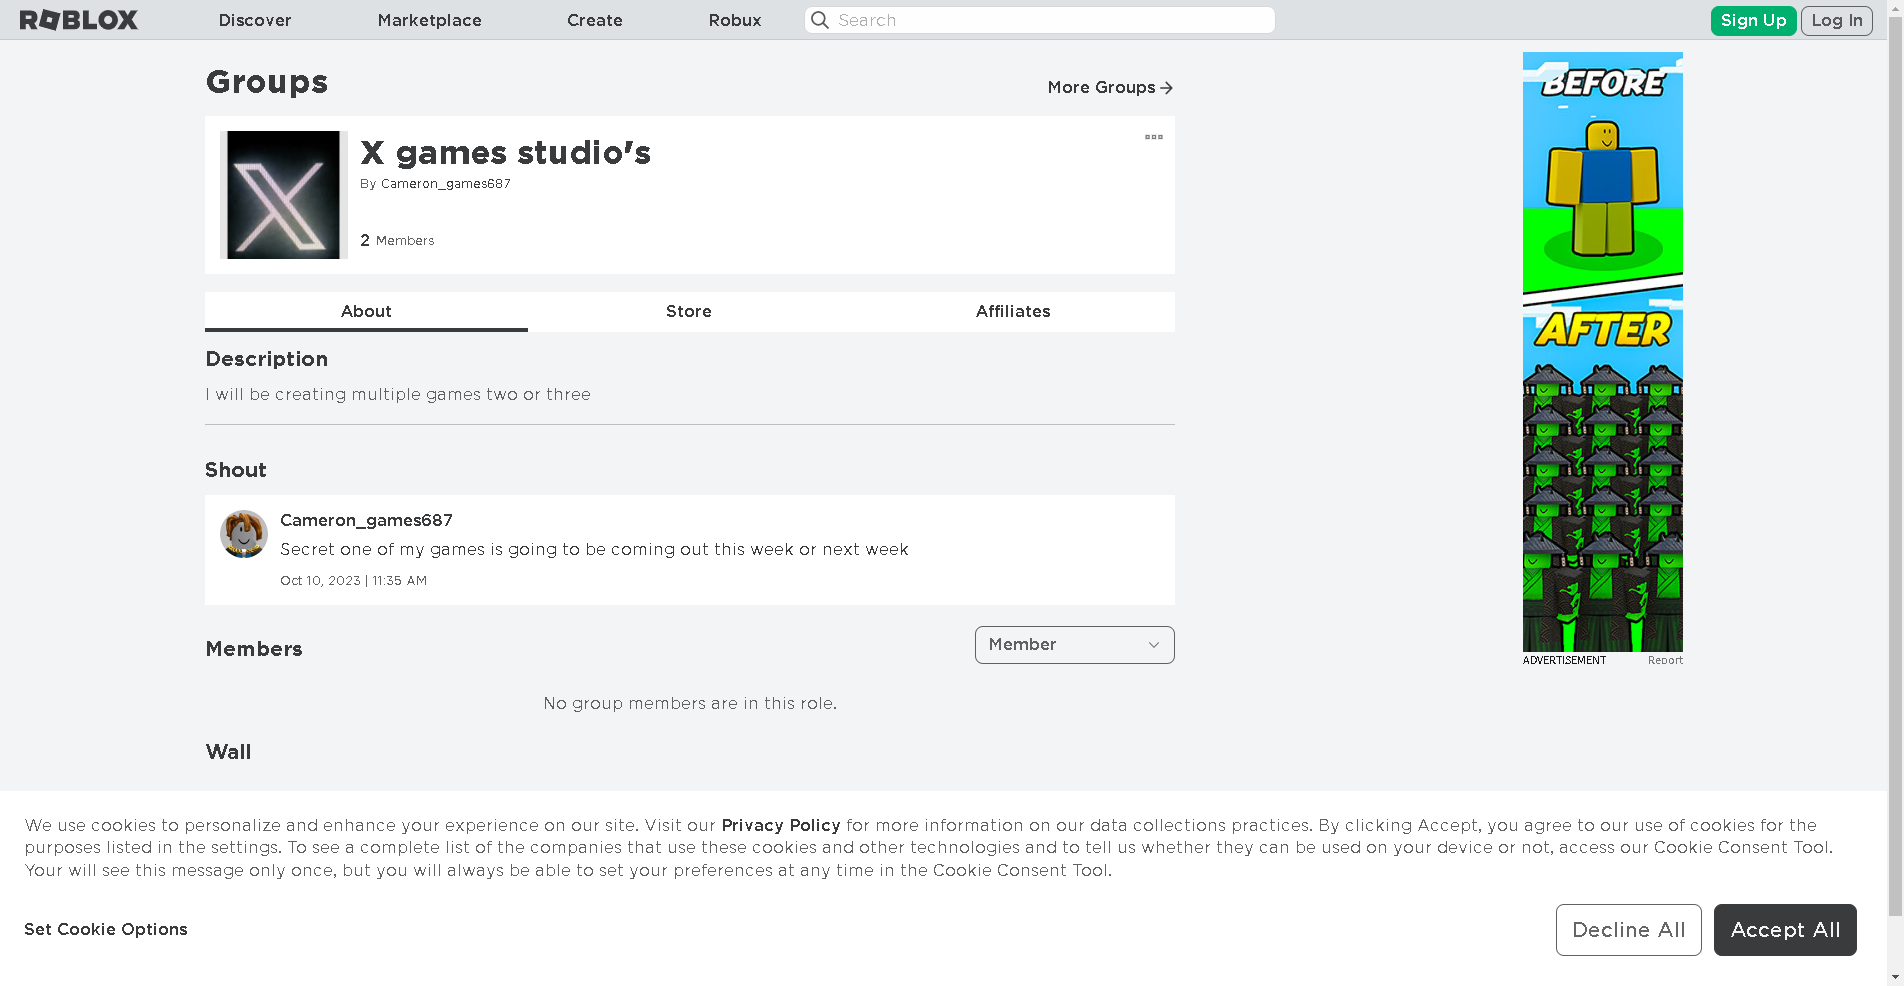 ROBLOX
Discover
Marketplace
Create
Robux
Search
Sign Up
Log In
Groups
More Groups
X games studio's
By Cameron_games687
2 Members
About
Store
Affiliates
Description
I will be creating multiple games two or three
Shout
Cameron_games687
Secret one of my games is going to be coming out this week or next week
Oct 10, 2023 | 11:35 AM
Members
Member
No group members are in this role.
Wall
BEFORE
AFTER
ADVERTISEMENT
Report
We use cookies to personalize and enhance your experience on our site. Visit our Privacy Policy for more information on our data collections practices. By clicking Accept, you agree to our use of cookies for the
purposes listed in the settings. To see a complete list of the companies that use these cookies and other technologies and to tell us whether they can be used on your device or not, access our Cookie Consent Tool.
Your will see this message only once, but you will always be able to set your preferences at any time in the Cookie Consent Tool.
Set Cookie Options
Decline All
Accept All